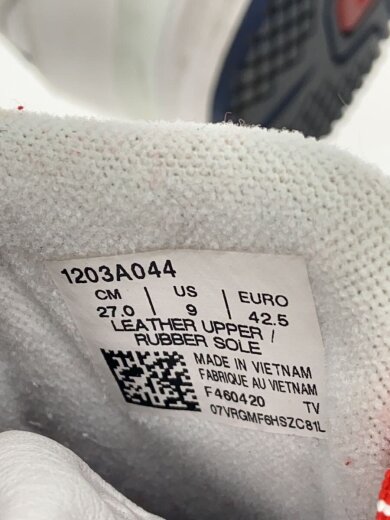 1203A044
CM | US | EURO
27.0 | 9 | 42.5
LEATHER UPPER /
RUBBER SOLE
MADE IN VIETNAM
FABRIQUE AU VIETNAM
F460420 TV
07VRGMF6HSZC81L